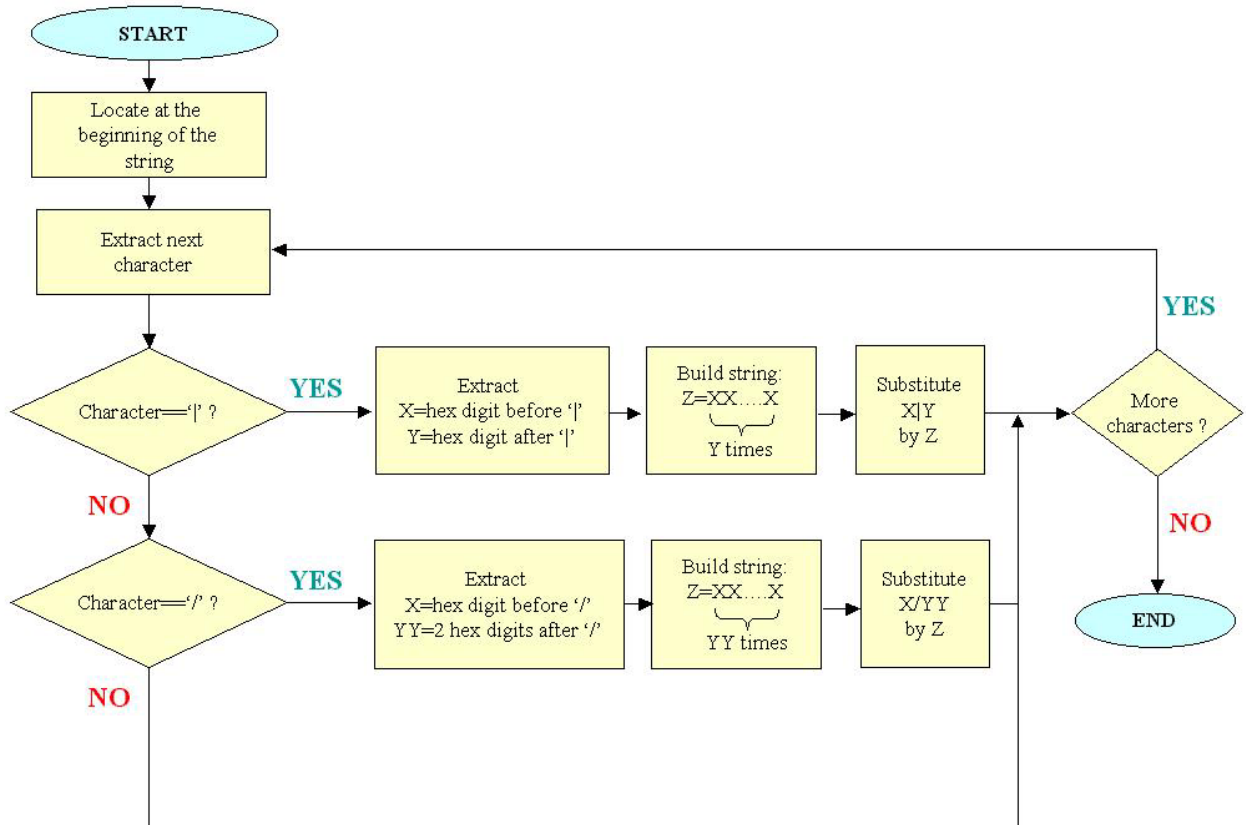 START
Locate at the
beginning of the
string
Extract next
character
YES
Character==‘|’ ?
YES
Extract
X=hex digit before ‘|’
Y=hex digit after ‘|’
Build string:
Z=XX....X
Y times
Substitute
X|Y
by Z
More
characters ?
NO
NO
Character==‘/’ ?
YES
Extract
X=hex digit before ‘/’
YY=2 hex digits after ‘/’
Build string:
Z=XX....X
YY times
Substitute
X/YY
by Z
END
NO